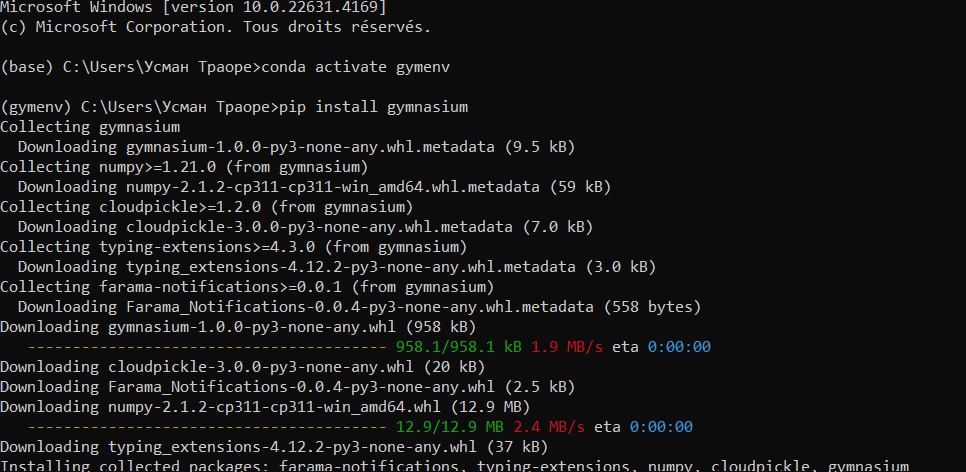 Microsoft Windows [version 10.0.22631.4169]
(c) Microsoft Corporation. Tous droits réservés.
(base) C:\Users\Усман Траоре>conda activate gymenv
(gymenv) C:\Users\Усман Траоре>pip install gymnasium
Collecting gymnasium
  Downloading gymnasium-1.0.0-py3-none-any.whl.metadata (9.5 kB)
Collecting numpy>=1.21.0 (from gymnasium)
  Downloading numpy-2.1.2-cp311-cp311-win_amd64.whl.metadata (59 kB)
Collecting cloudpickle>=1.2.0 (from gymnasium)
  Downloading cloudpickle-3.0.0-py3-none-any.whl.metadata (7.0 kB)
Collecting typing-extensions>=4.3.0 (from gymnasium)
  Downloading typing_extensions-4.12.2-py3-none-any.whl.metadata (3.0 kB)
Collecting farama-notifications>=0.0.1 (from gymnasium)
  Downloading Farama_Notifications-0.0.4-py3-none-any.whl.metadata (558 bytes)
Downloading gymnasium-1.0.0-py3-none-any.whl (958 kB)
   ---------------------------------------- 958.1/958.1 kB 1.9 MB/s eta 0:00:00
Downloading cloudpickle-3.0.0-py3-none-any.whl (20 kB)
Downloading Farama_Notifications-0.0.4-py3-none-any.whl (2.5 kB)
Downloading numpy-2.1.2-cp311-cp311-win_amd64.whl (12.9 MB)
   ---------------------------------------- 12.9/12.9 MB 2.4 MB/s eta 0:00:00
Downloading typing_extensions-4.12.2-py3-none-any.whl (37 kB)
Installing collected packages: farama-notifications, typing-extensions, numpy, cloudpickle, gymnasium